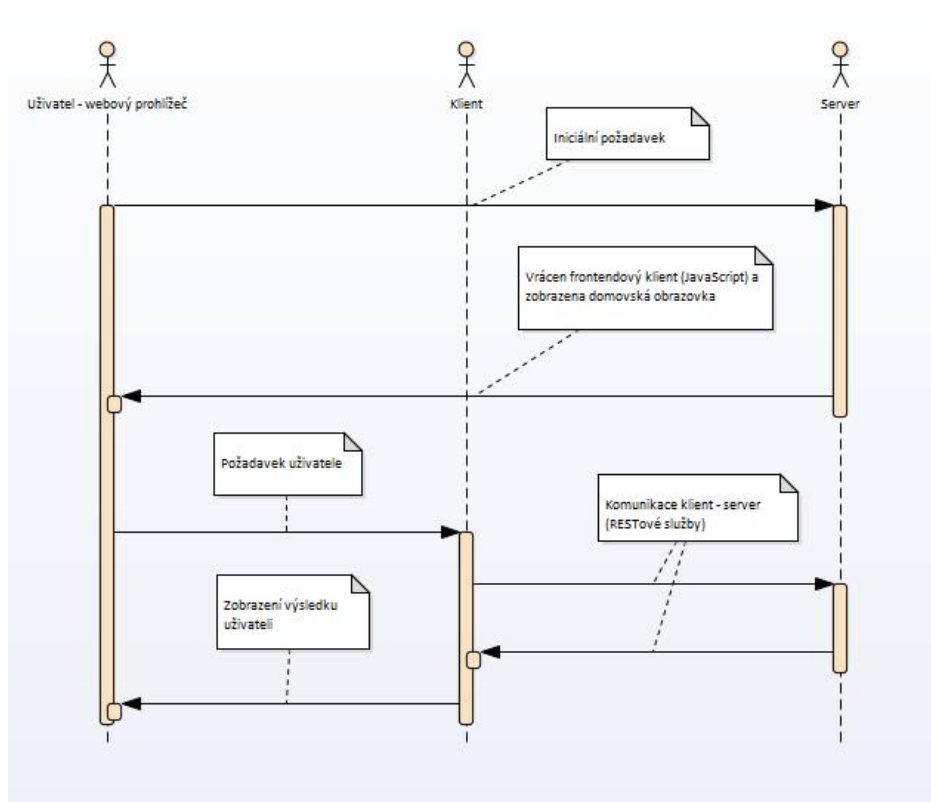 Uživatel - webový prohlížeč
Klient
Server
Iniciální požadavek
Vrácen frontendový klient (JavaScript) a
zobrazena domovská obrazovka
Požadavek uživatele
Komunikace klient - server
(RESTové služby)
Zobrazení výsledku
uživateli